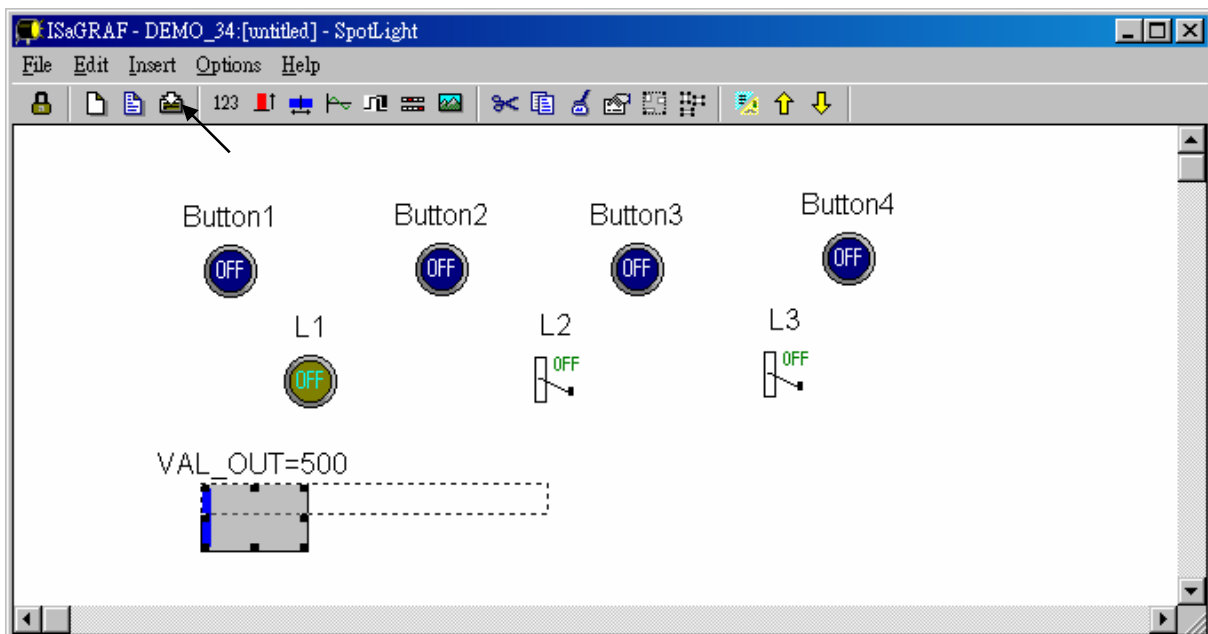 ISaGRAF - DEMO_34:[untitled] - SpotLight
File Edit Insert Options Help
123
Button1 Button2 Button3 Button4
OFF OFF OFF OFF
L1 L2 L3
OFF OFF OFF
VAL_OUT=500